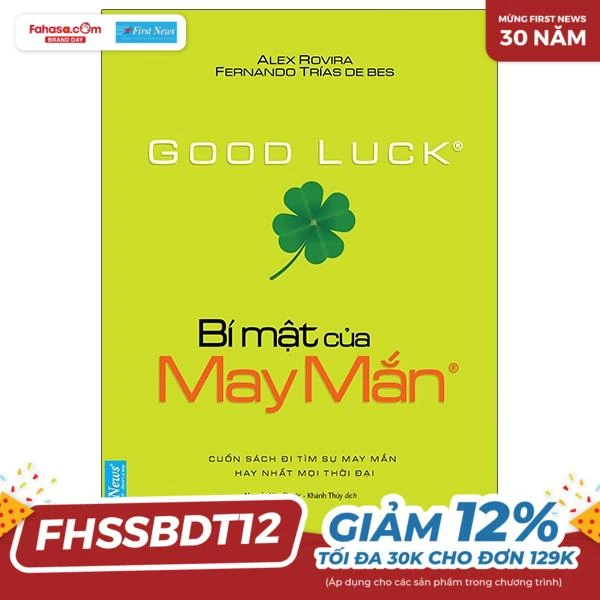 Fahasa.com
BRAND DAY
First News
MỪNG FIRST NEWS
30 NĂM
ALEX ROVIRA
FERNANDO TRÍAS DE BES
GOOD LUCK®
Bí mật của
May Mắn®
CUỐN SÁCH ĐI TÌM SỰ MAY MẮN
HAY NHẤT MỌI THỜI ĐẠI
- Khánh Thủy dịch
News
FHSSBDT12
GIẢM 12%
TỐI ĐA 30K CHO ĐƠN 129K
(Áp dụng cho các sản phẩm trong chương trình)